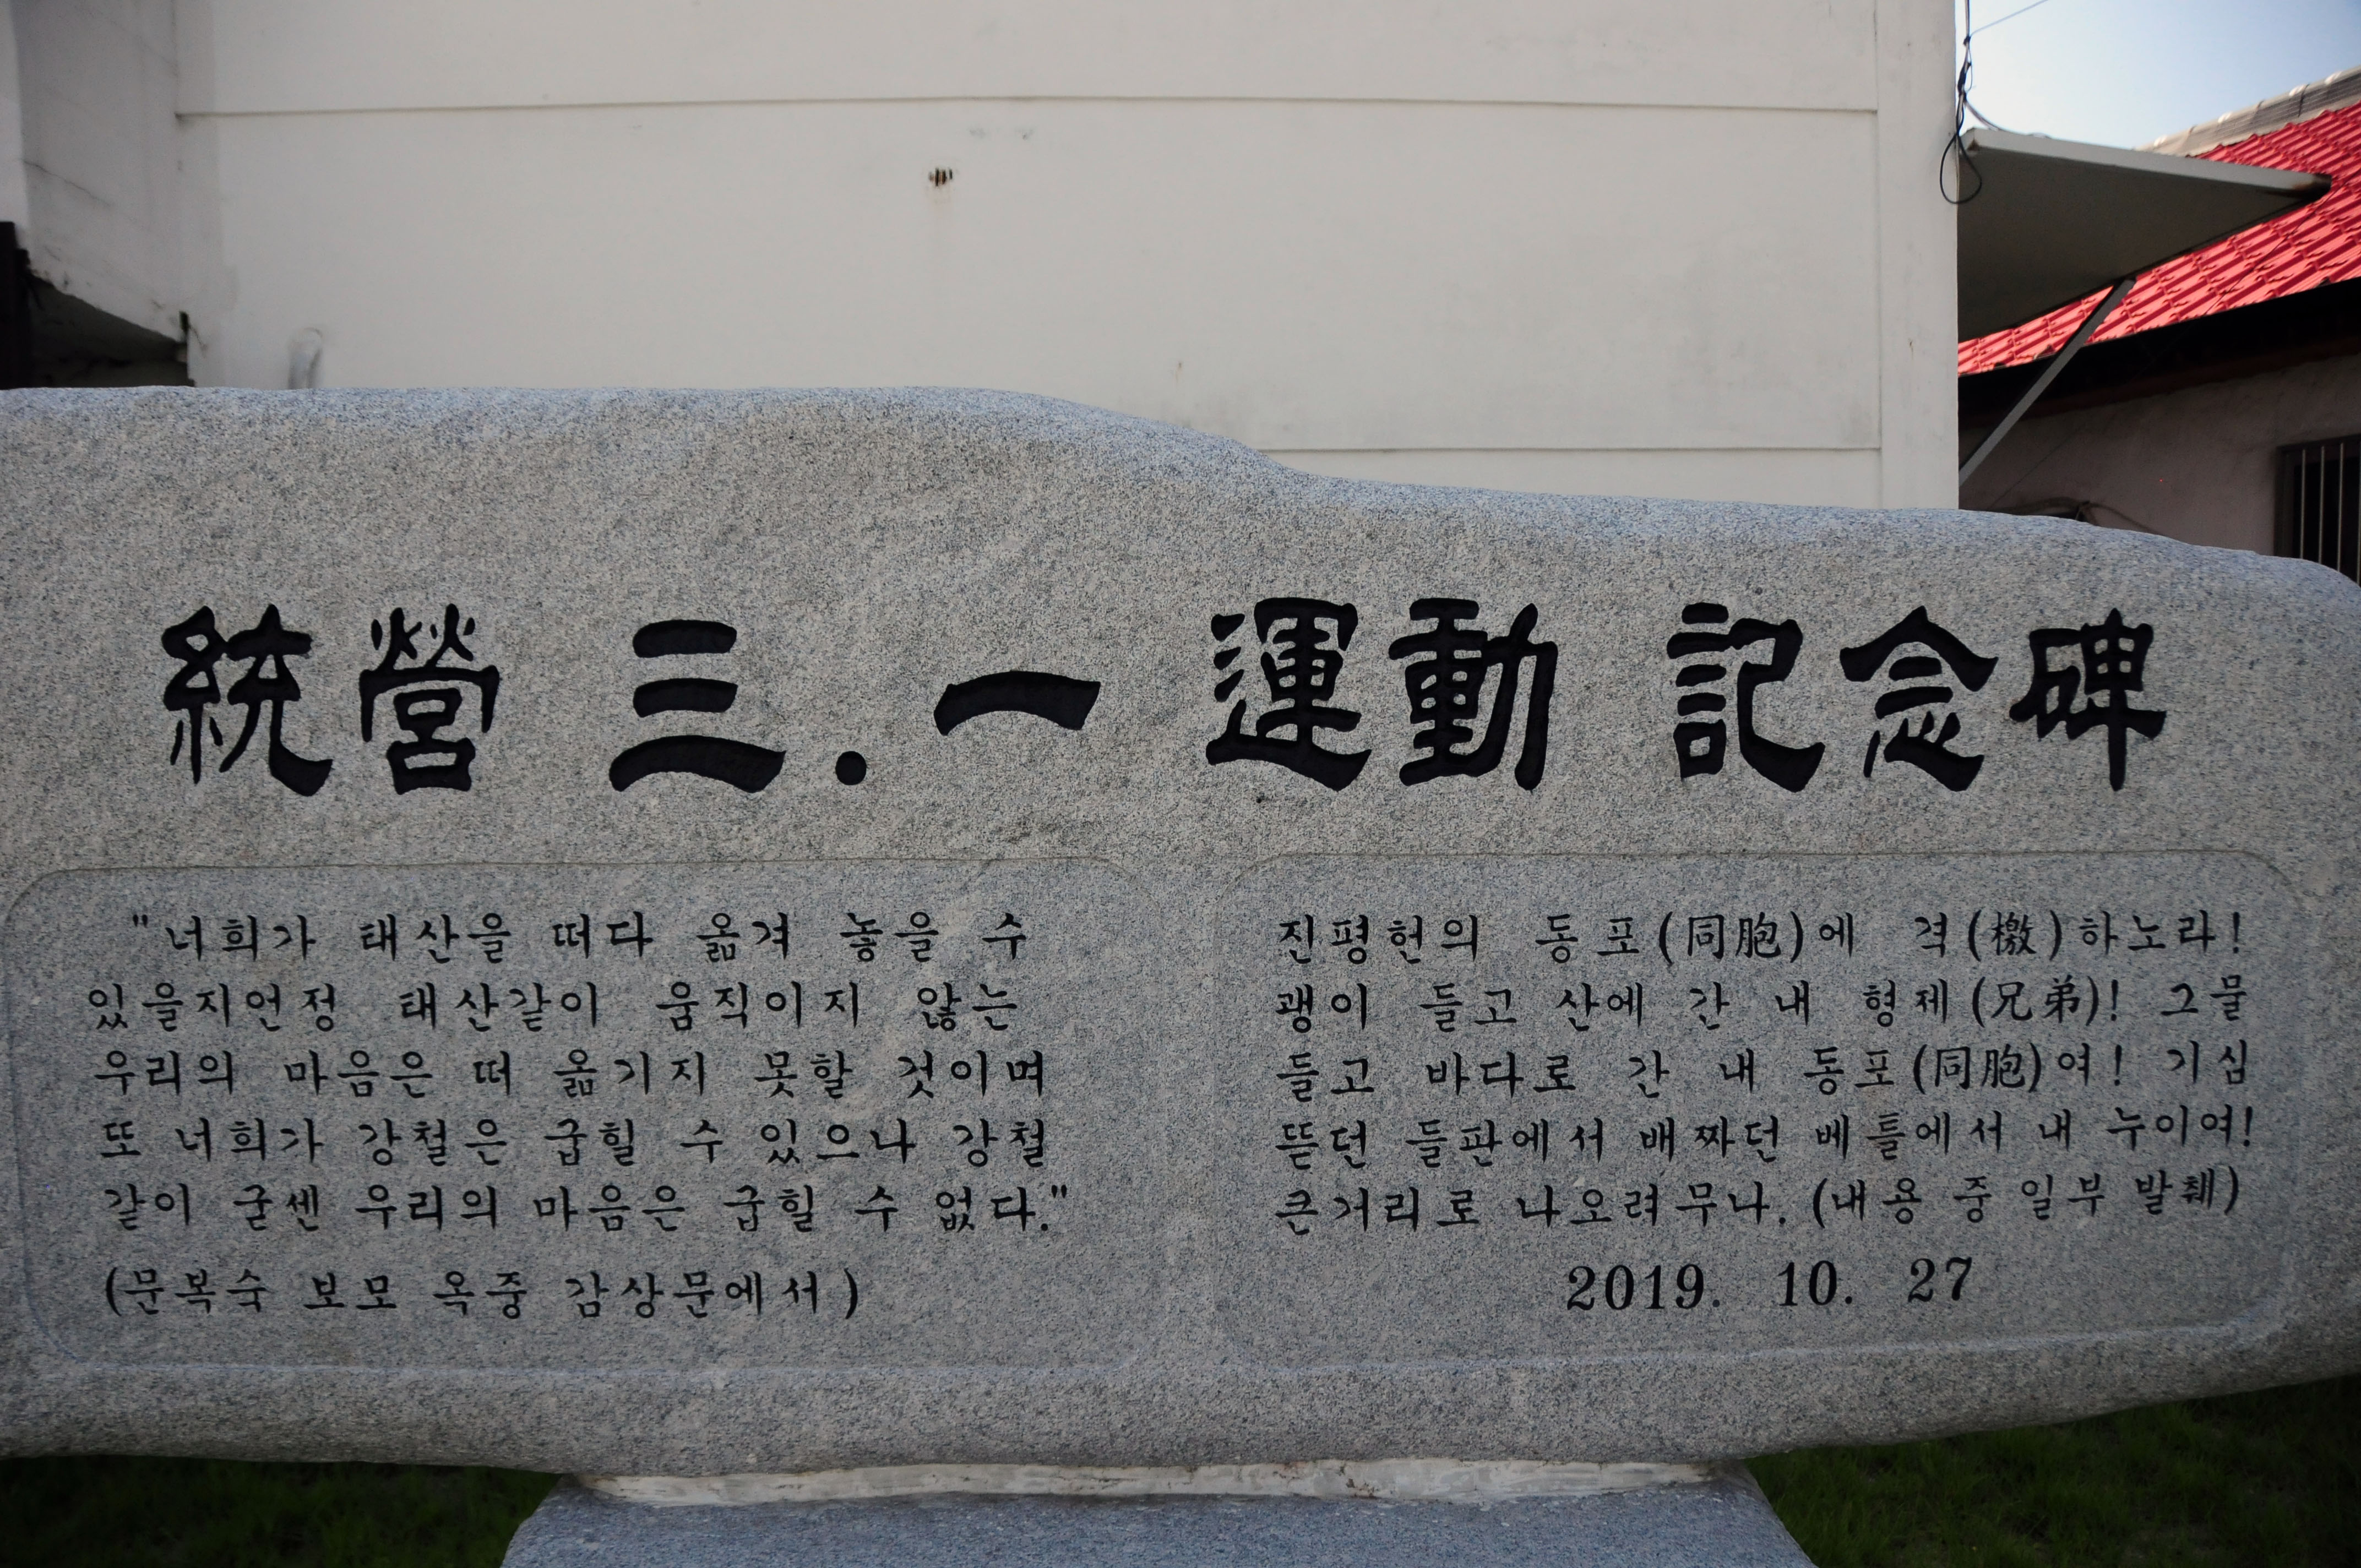 統營 三.一 運動 記念碑
"너희가 태산을 떠다 옮겨 놓을 수
있을지언정 태산같이 움직이지 않는
우리의 마음은 떠 옮기지 못할 것이며
또 너희가 강철은 굽힐 수 있으나 강철
같이 굳센 우리의 마음은 굽힐 수 없다."
(문복숙 보모 옥중 감상문에서)
진평헌의 동포(同胞)에 격(檄)하노라!
괭이 들고 산에 간 내 형제(兄弟)! 그물
들고 바다로 간 내 동포(同胞)여! 기심
뜯던 들판에서 배짜던 베틀에서 내 누이여!
큰거리로 나오려무나. (내용 중 일부 발췌)
2019. 10. 27